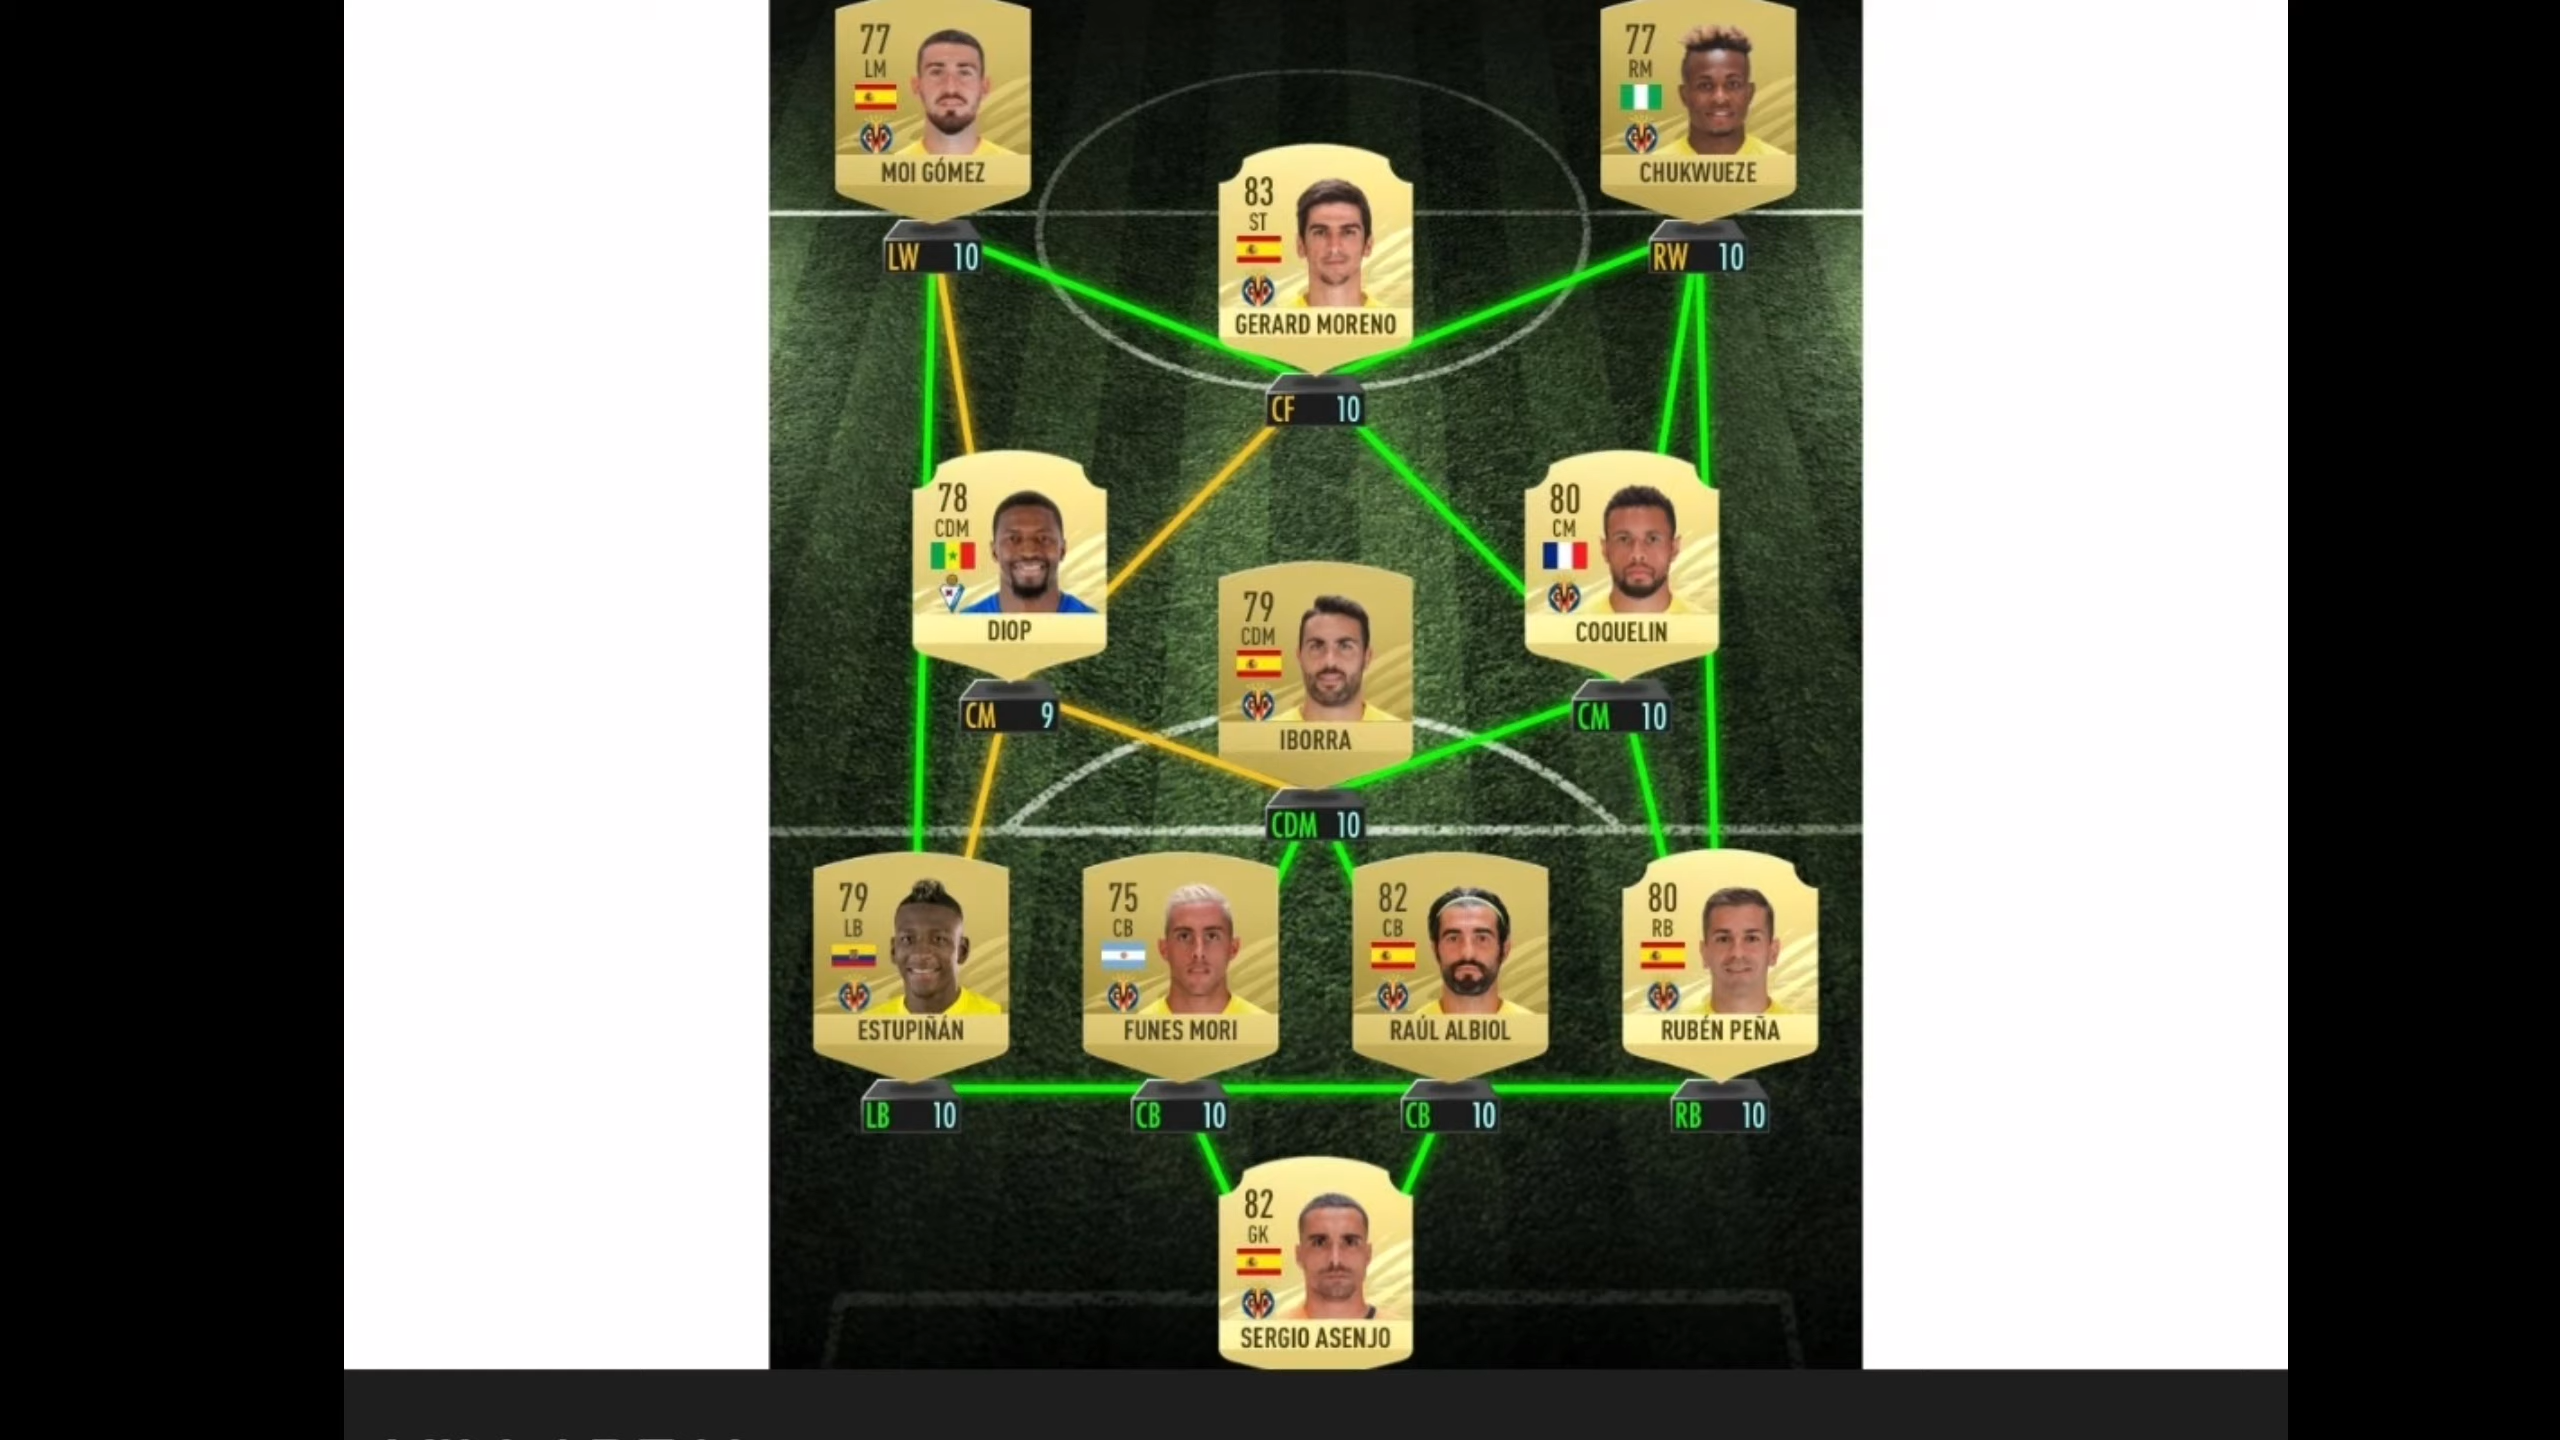 77
LM
MOI GÓMEZ
LW 10
77
RM
CHUKWUEZE
RW 10
83
ST
GERARD MORENO
CF 10
78
CDM
DIOP
CM 9
80
CM
COQUELIN
CM 10
79
CDM
IBORRA
CDM 10
79
LB
ESTUPIÑÁN
LB 10
75
CB
FUNES MORI
CB 10
82
CB
RAÚL ALBIOL
CB 10
80
RB
RUBÉN PEÑA
RB 10
82
GK
SERGIO ASENJO